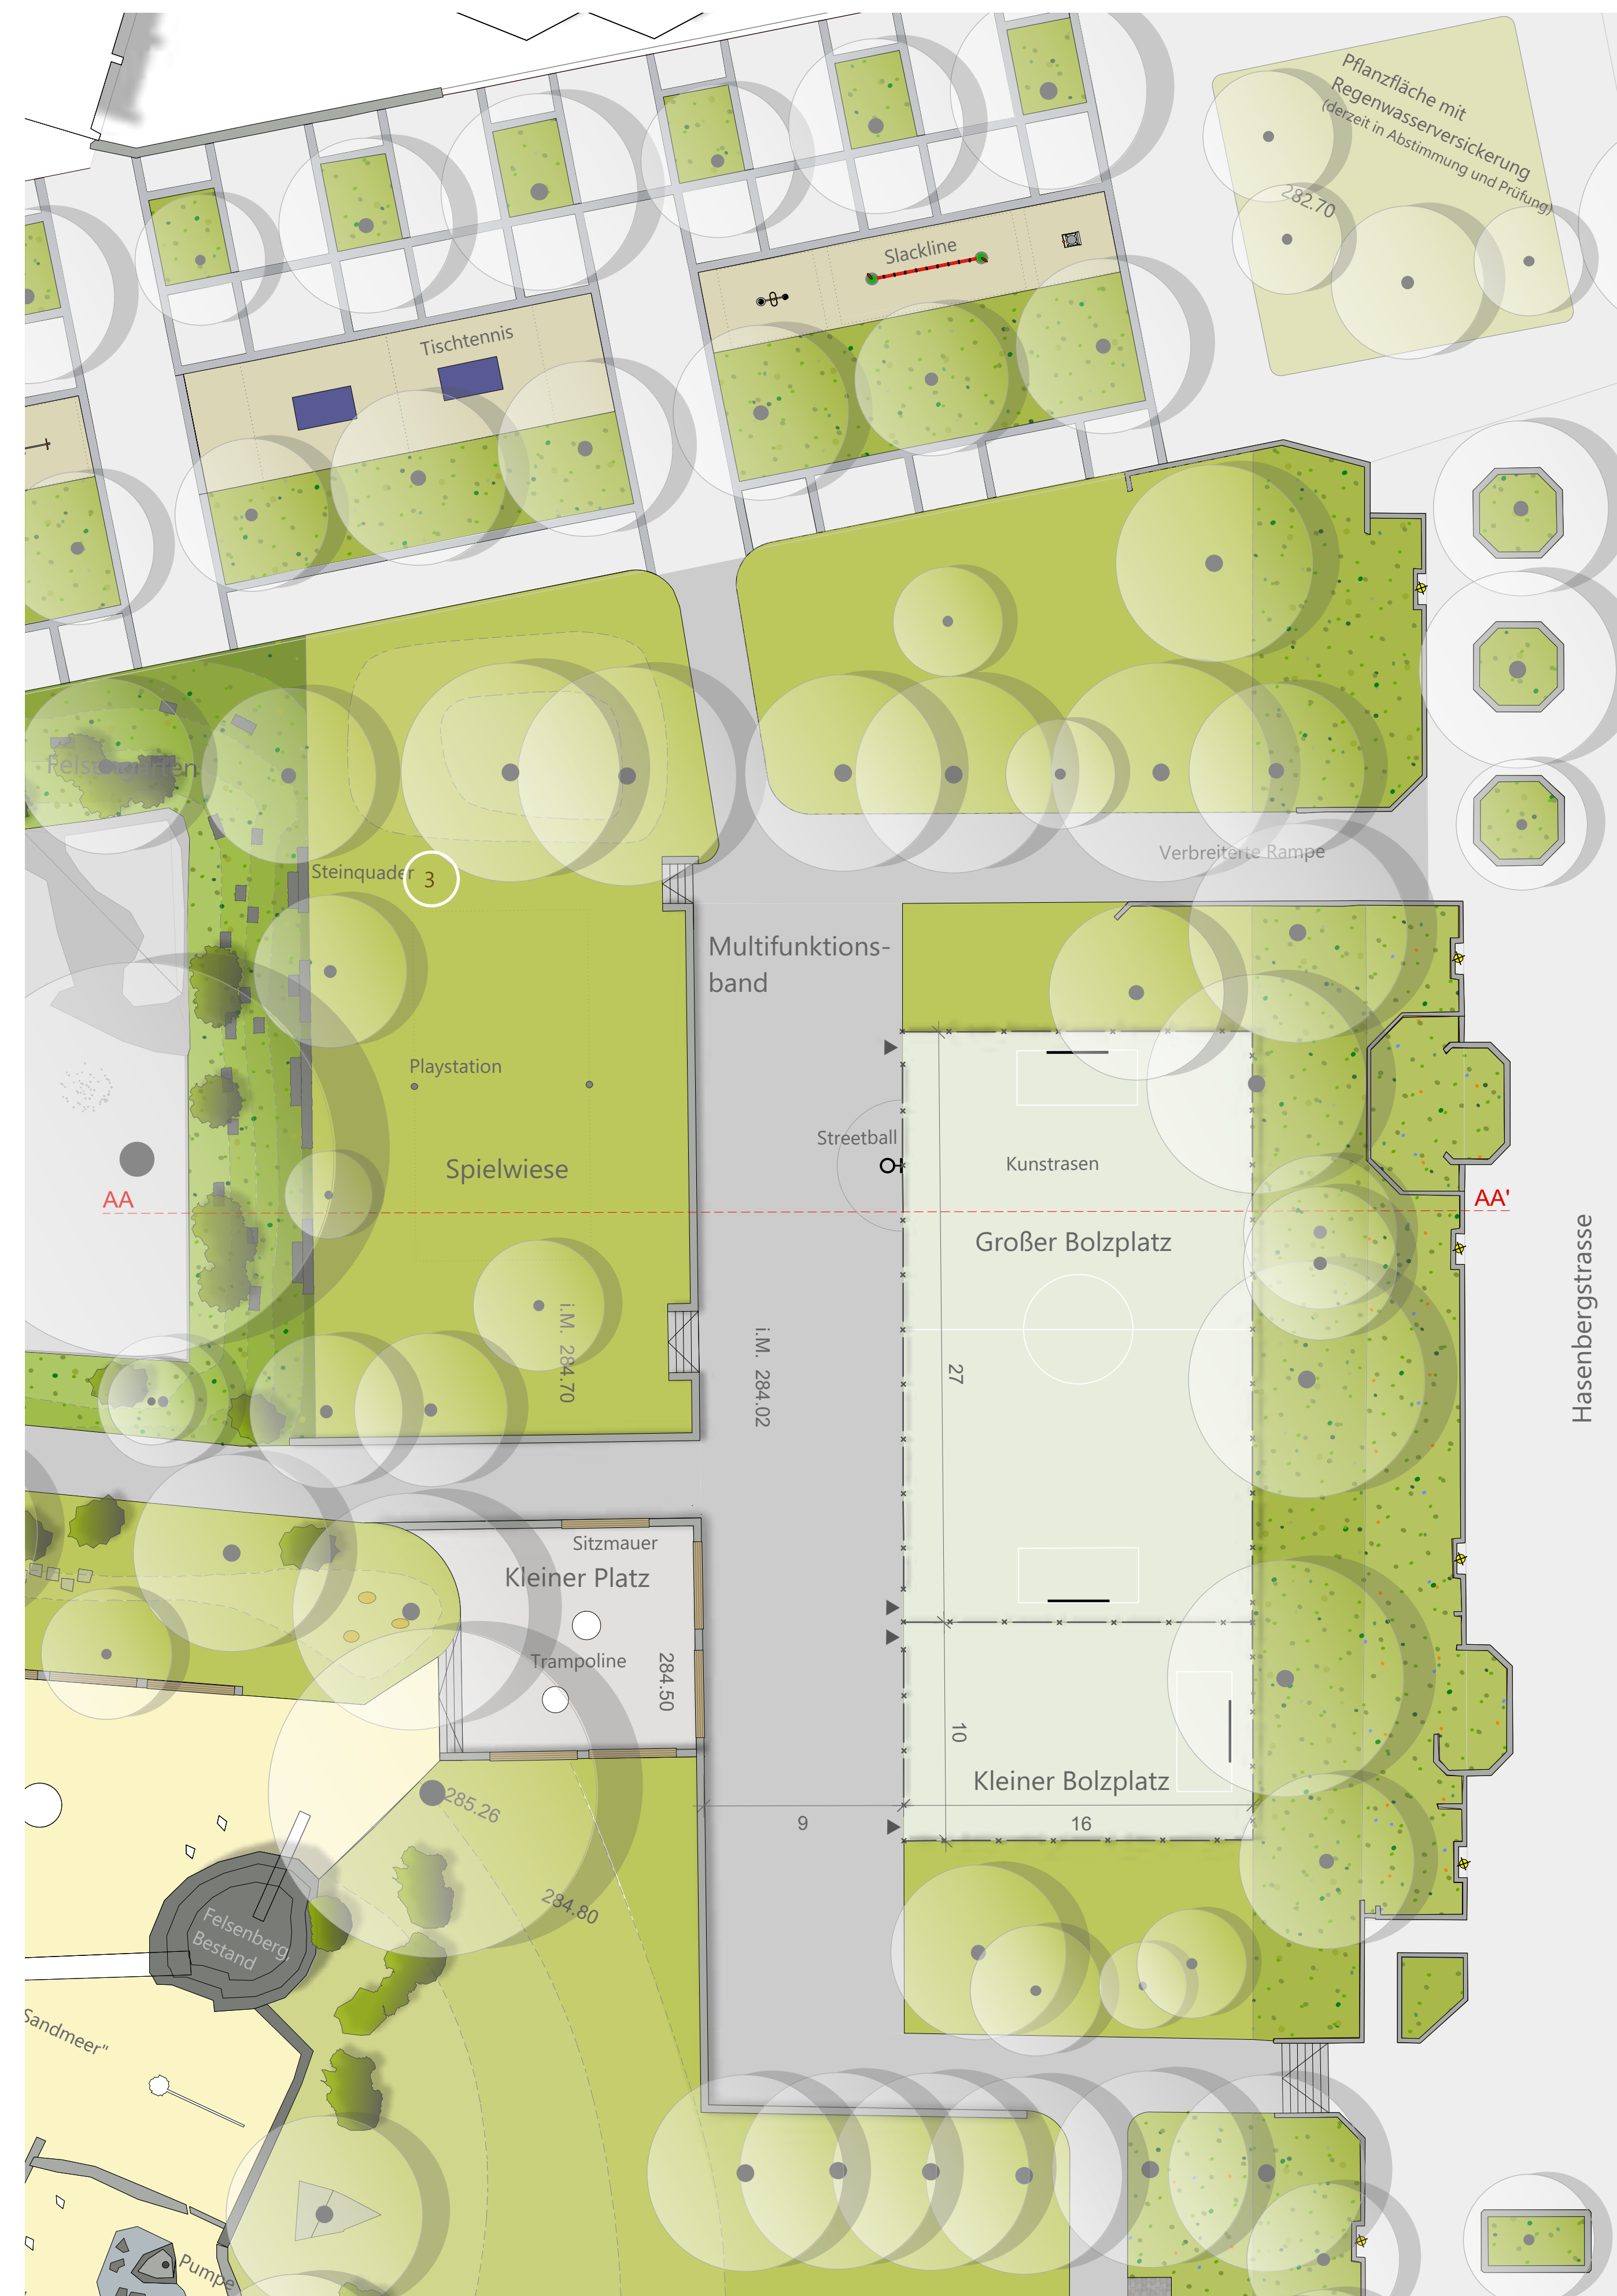 Pflanzfläche mit
Regenwasserversickerung
(derzeit in Abstimmung und Prüfung)
282.70
Slackline
Tischtennis
Steinquader
3
Verbreiterte Rampe
Multifunktions-
band
Playstation
Streetball
Kunstrasen
Spielwiese
AA
AA'
Großer Bolzplatz
Hasenbergstrasse
i.M. 284.70
i.M. 284.02
27
Sitzmauer
Kleiner Platz
Trampoline
284.50
10
Kleiner Bolzplatz
9
16
285.26
284.80
Felsenberg
Bestand
Sandmeer"
Pumpe